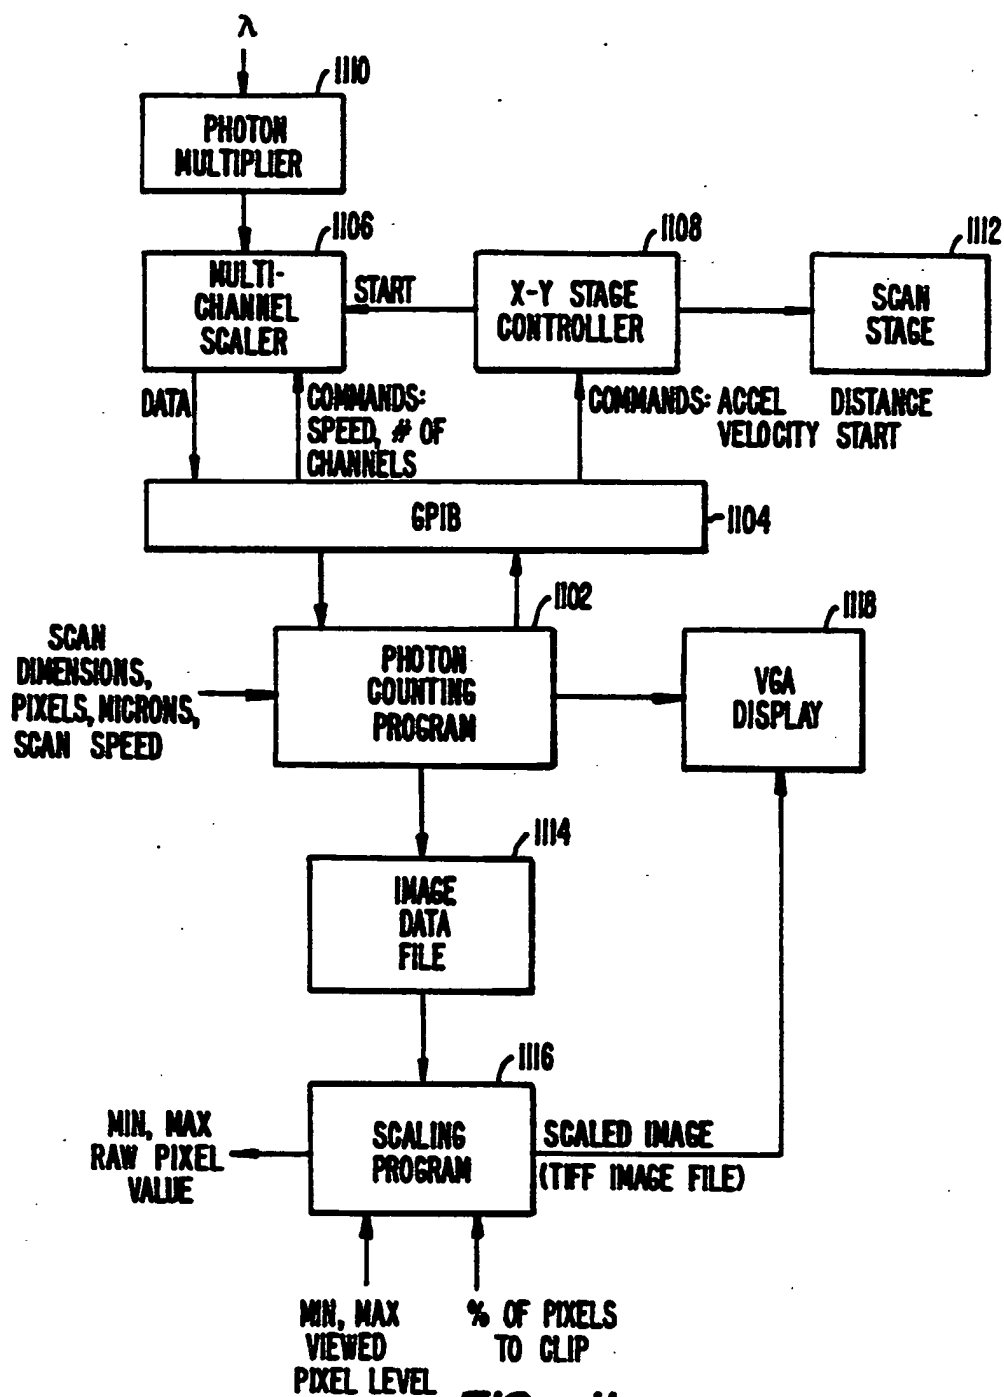 λ
1110
PHOTON
MULTIPLIER
1106
MULTI-
CHANNEL
SCALER
START
1108
X-Y STAGE
CONTROLLER
1112
SCAN
STAGE
DATA
COMMANDS:
SPEED, # OF
CHANNELS
COMMANDS: ACCEL DISTANCE
VELOCITY START
GPIB
1104
1102
PHOTON
COUNTING
PROGRAM
SCAN
DIMENSIONS,
PIXELS, MICRONS,
SCAN SPEED
1118
VGA
DISPLAY
1114
IMAGE
DATA
FILE
1116
SCALING
PROGRAM
MIN, MAX
RAW PIXEL
VALUE
SCALED IMAGE
(TIFF IMAGE FILE)
MIN, MAX
VIEWED
PIXEL LEVEL
% OF PIXELS
TO CLIP